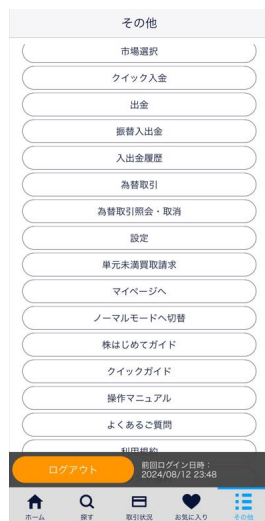 その他
市場選択
クイック入金
出金
振替入出金
入出金履歴
為替取引
為替取引照会・取消
設定
単元未満買取請求
マイページへ
ノーマルモードへ切替
株はじめてガイド
クイックガイド
操作マニュアル
よくあるご質問
利用規約
ログアウト
前回ログイン日時：
2024/08/12 23:48
ホーム 探す 取引状況 お気に入り その他